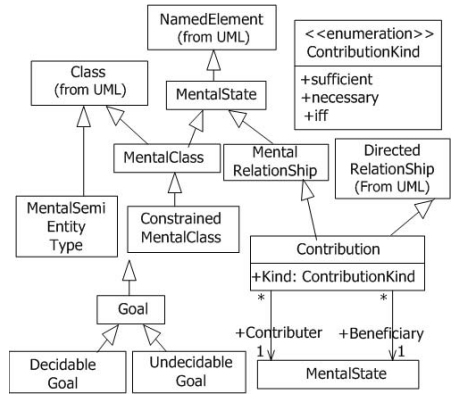 NamedElement
(from UML)
<<enumeration>>
ContributionKind
+sufficient
+necessary
+iff
Class
(from UML)
MentalState
MentalClass
Mental
RelationShip
Directed
RelationShip
(From UML)
MentalSemi
Entity
Type
Constrained
MentalClass
Contribution
+Kind: ContributionKind
Goal
*
*
+Contributer
+Beneficiary
1
1
Decidable
Goal
Undecidable
Goal
MentalState